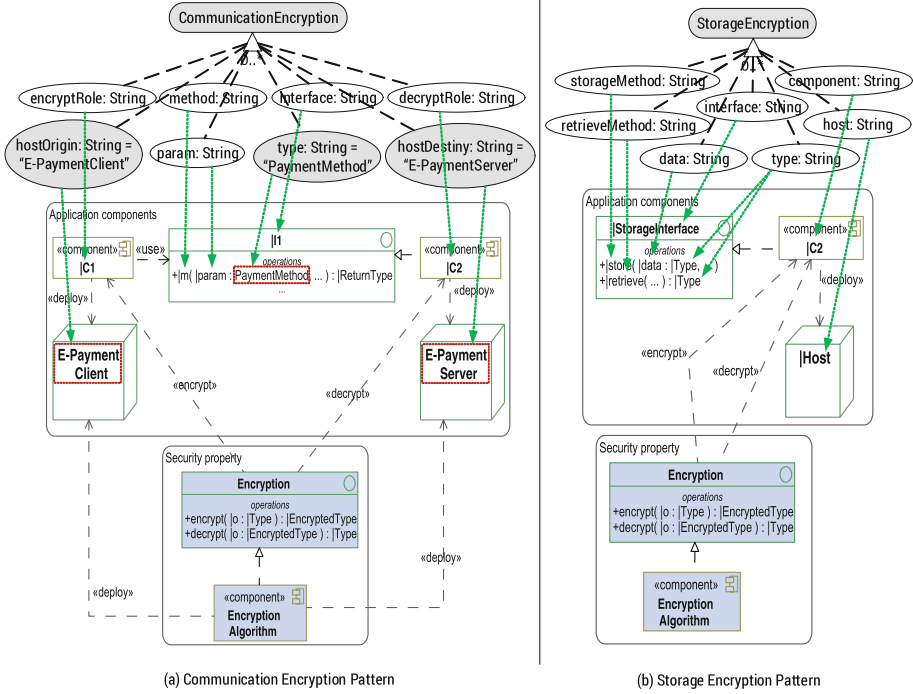 CommunicationEncryption
0..*
encryptRole: String
method: String
interface: String
decryptRole: String
hostOrigin: String =
“E-PaymentClient”
param: String
type: String =
“PaymentMethod”
hostDestiny: String =
“E-PaymentServer”
Application components
«component»
|C1
«use»
|I1
operations
+|m( |param : PaymentMethod, ... ) : |ReturnType
...
«component»
|C2
«deploy»
«deploy»
E-Payment
Client
E-Payment
Server
«encrypt»
«decrypt»
Security property
Encryption
operations
+encrypt( |o : |Type ) : |EncryptedType
+decrypt( |o : |EncryptedType ) : |Type
«deploy»
«deploy»
«component»
Encryption
Algorithm
(a) Communication Encryption Pattern
StorageEncryption
0..*
storageMethod: String
component: String
interface: String
retrieveMethod: String
host: String
data: String
type: String
Application components
|StorageInterface
operations
+|store( |data : |Type, )
+|retrieve( ... ) : |Type
«component»
|C2
«deploy»
|Host
«encrypt»
«decrypt»
Security property
Encryption
operations
+encrypt( |o : |Type ) : |EncryptedType
+decrypt( |o : |EncryptedType ) : |Type
«component»
Encryption
Algorithm
(b) Storage Encryption Pattern